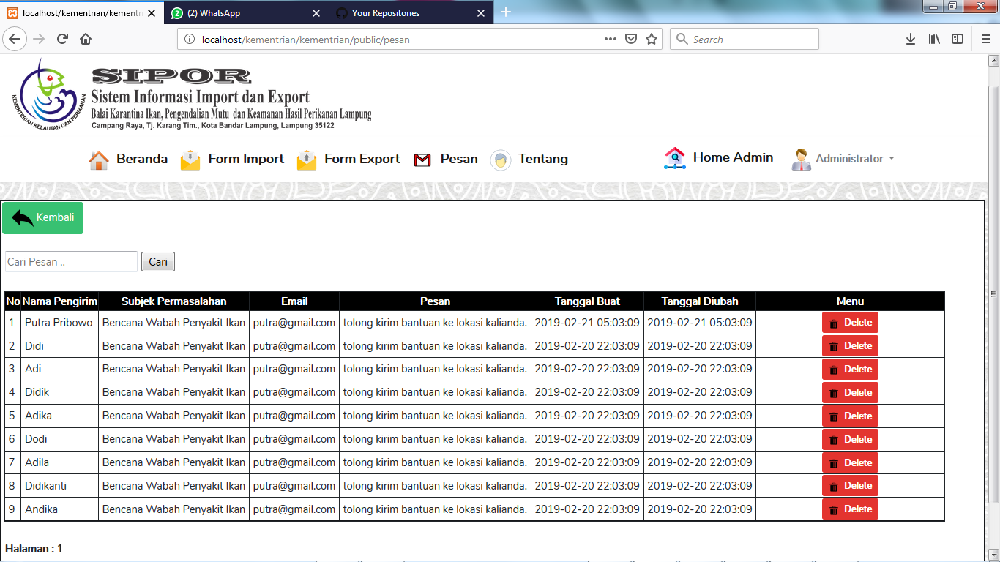 localhost/kementrian/kementri
(2) WhatsApp
Your Repositories
localhost/kementrian/kementrian/public/pesan
Search
KEMENTERIAN KELAUTAN DAN PERIKANAN
SIPOR
Sistem Informasi Import dan Export
Balai Karantina Ikan, Pengendalian Mutu dan Keamanan Hasil Perikanan Lampung
Campang Raya, Tj. Karang Tim., Kota Bandar Lampung, Lampung 35122
Beranda Form Import Form Export Pesan Tentang Home Admin Administrator
Kembali
Cari Pesan .. Cari
No Nama Pengirim Subjek Permasalahan Email Pesan Tanggal Buat Tanggal Diubah Menu
1 Putra Pribowo Bencana Wabah Penyakit Ikan putra@gmail.com tolong kirim bantuan ke lokasi kalianda. 2019-02-21 05:03:09 2019-02-21 05:03:09 Delete
2 Didi Bencana Wabah Penyakit Ikan putra@gmail.com tolong kirim bantuan ke lokasi kalianda. 2019-02-20 22:03:09 2019-02-20 22:03:09 Delete
3 Adi Bencana Wabah Penyakit Ikan putra@gmail.com tolong kirim bantuan ke lokasi kalianda. 2019-02-20 22:03:09 2019-02-20 22:03:09 Delete
4 Didik Bencana Wabah Penyakit Ikan putra@gmail.com tolong kirim bantuan ke lokasi kalianda. 2019-02-20 22:03:09 2019-02-20 22:03:09 Delete
5 Adika Bencana Wabah Penyakit Ikan putra@gmail.com tolong kirim bantuan ke lokasi kalianda. 2019-02-20 22:03:09 2019-02-20 22:03:09 Delete
6 Dodi Bencana Wabah Penyakit Ikan putra@gmail.com tolong kirim bantuan ke lokasi kalianda. 2019-02-20 22:03:09 2019-02-20 22:03:09 Delete
7 Adila Bencana Wabah Penyakit Ikan putra@gmail.com tolong kirim bantuan ke lokasi kalianda. 2019-02-20 22:03:09 2019-02-20 22:03:09 Delete
8 Didikanti Bencana Wabah Penyakit Ikan putra@gmail.com tolong kirim bantuan ke lokasi kalianda. 2019-02-20 22:03:09 2019-02-20 22:03:09 Delete
9 Andika Bencana Wabah Penyakit Ikan putra@gmail.com tolong kirim bantuan ke lokasi kalianda. 2019-02-20 22:03:09 2019-02-20 22:03:09 Delete
Halaman : 1